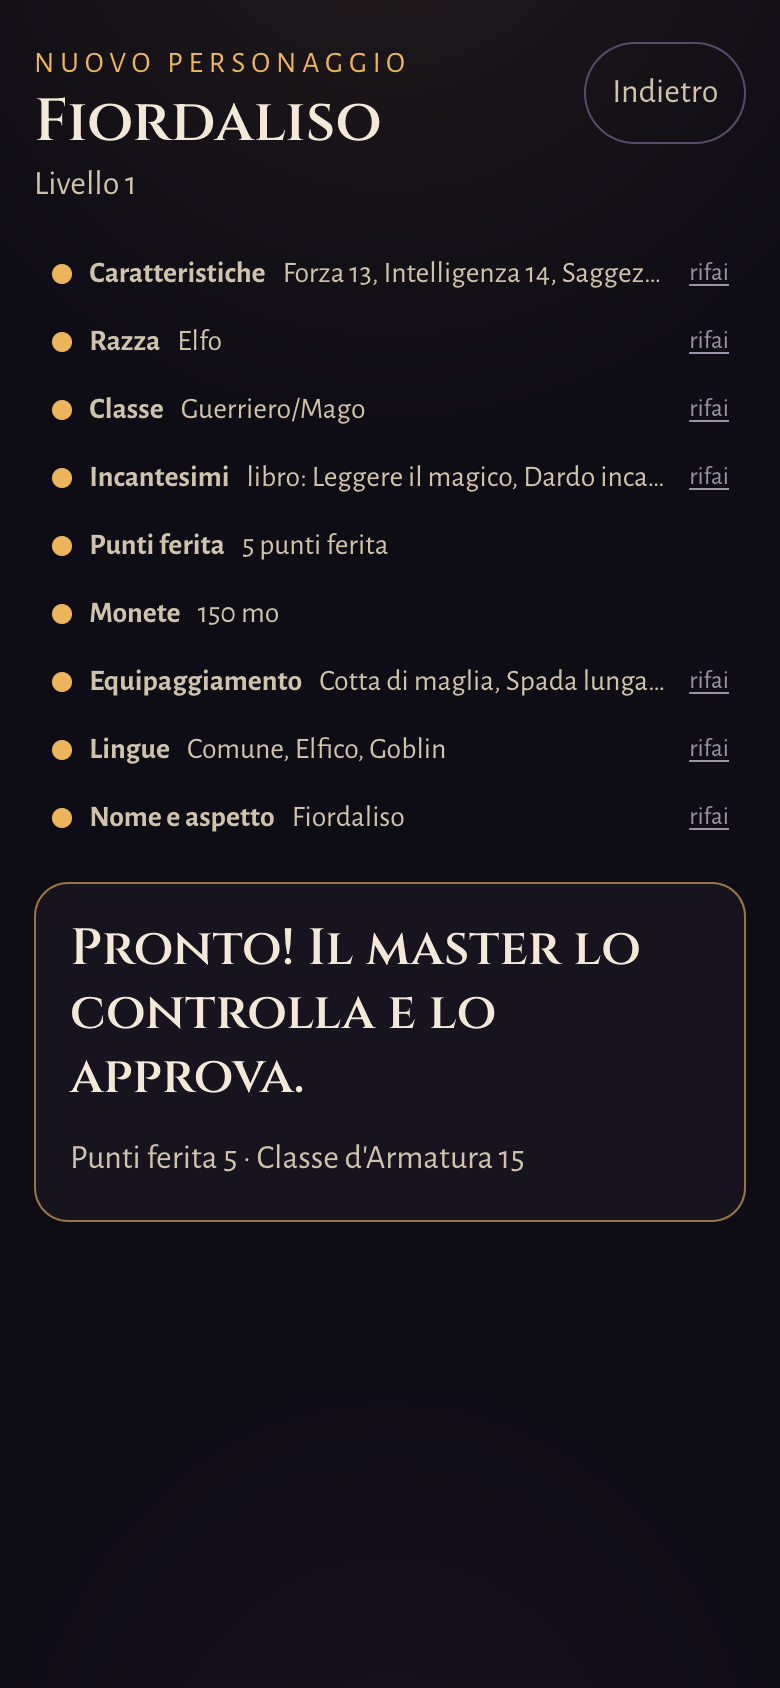 NUOVO PERSONAGGIO
Fiordaliso
Indietro
Livello 1
Caratteristiche Forza 13, Intelligenza 14, Saggez... rifai
Razza Elfo rifai
Classe Guerriero/Mago rifai
Incantesimi libro: Leggere il magico, Dardo inca... rifai
Punti ferita 5 punti ferita
Monete 150 mo
Equipaggiamento Cotta di maglia, Spada lunga... rifai
Lingue Comune, Elfico, Goblin rifai
Nome e aspetto Fiordaliso rifai
Pronto! Il master lo
controlla e lo
approva.
Punti ferita 5 · Classe d'Armatura 15